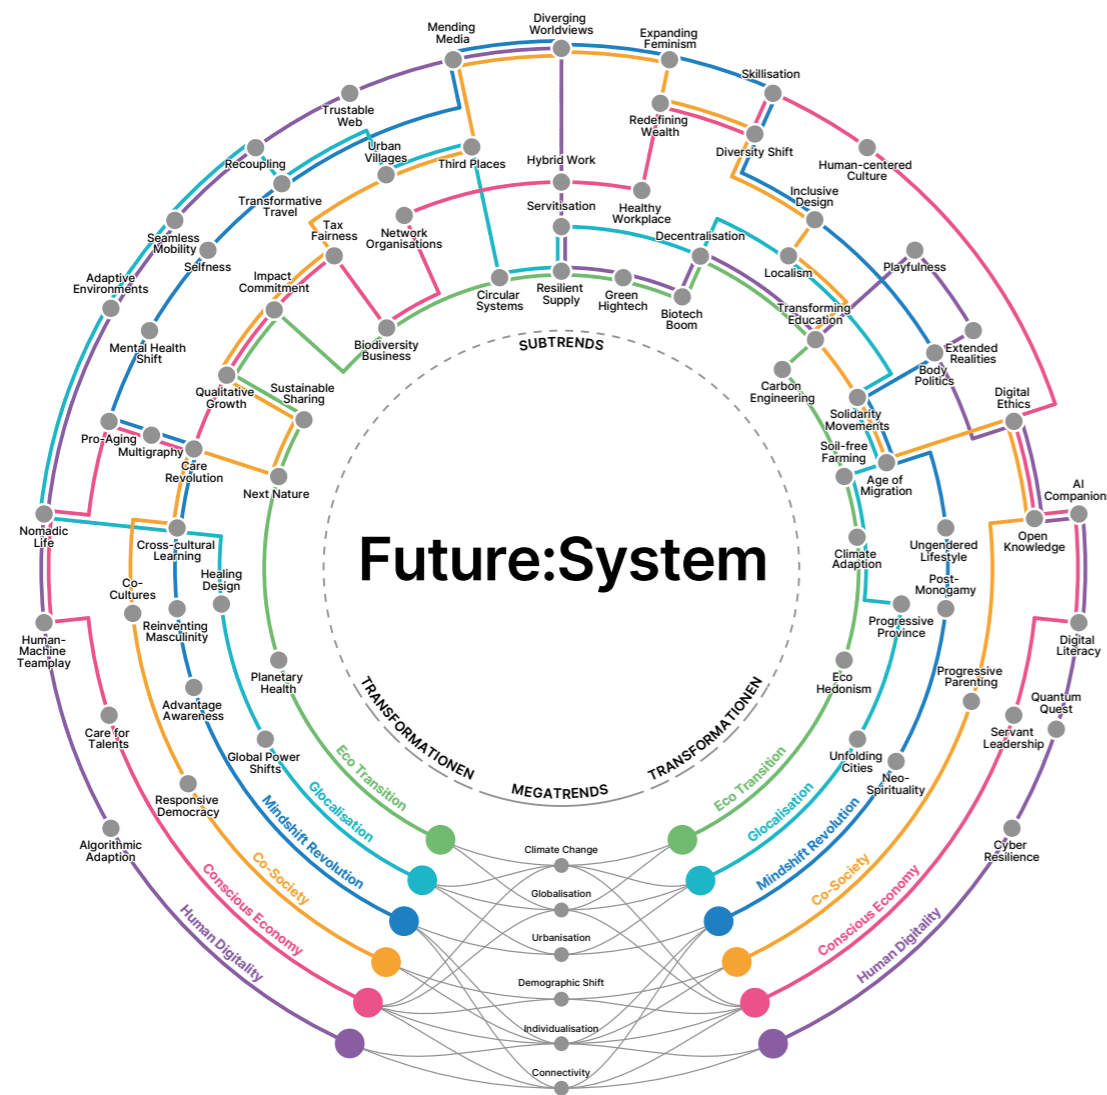 Diverging
Worldviews
Mending
Media
Expanding
Feminism
Skillisation
Trustable
Web
Redefining
Wealth
Diversity Shift
Human-centered
Culture
Recoupling
Urban
Villages
Third Places
Hybrid Work
Transformative
Travel
Healthy
Workplace
Inclusive
Design
Servitisation
Network
Organisations
Tax
Fairness
Seamless
Mobility
Selfness
Decentralisation
Localism
Playfulness
Adaptive
Environments
Impact
Commitment
Circular
Systems
Resilient
Supply
Green
Hightech
Biotech
Boom
Transforming
Education
Mental Health
Shift
Biodiversity
Business
SUBTRENDS
Extended
Realities
Body
Politics
Carbon
Engineering
Qualitative
Growth
Sustainable
Sharing
Digital
Ethics
Solidarity
Movements
Pro-Aging
Multigraphy
Care
Revolution
Soil-free
Farming
Age of
Migration
Next Nature
AI
Companion
Nomadic
Life
Cross-cultural
Learning
Open
Knowledge
Future:System
Climate
Adaption
Ungendered
Lifestyle
Healing
Design
Co-
Cultures
Post-
Monogamy
Reinventing
Masculinity
Progressive
Province
Human-
Machine
Teamplay
Digital
Literacy
Planetary
Health
Eco
Hedonism
Progressive
Parenting
Advantage
Awareness
Quantum
Quest
Care for
Talents
Servant
Leadership
Global Power
Shifts
Unfolding
Cities
Neo-
Spirituality
TRANSFORMATIONEN
TRANSFORMATIONEN
MEGATRENDS
Responsive
Democracy
Algorithmic
Adaption
Cyber
Resilience
Eco Transition
Eco Transition
Glocalisation
Glocalisation
Mindshift Revolution
Mindshift Revolution
Co-Society
Co-Society
Conscious Economy
Conscious Economy
Human Digitality
Human Digitality
Climate Change
Globalisation
Urbanisation
Demographic Shift
Individualisation
Connectivity